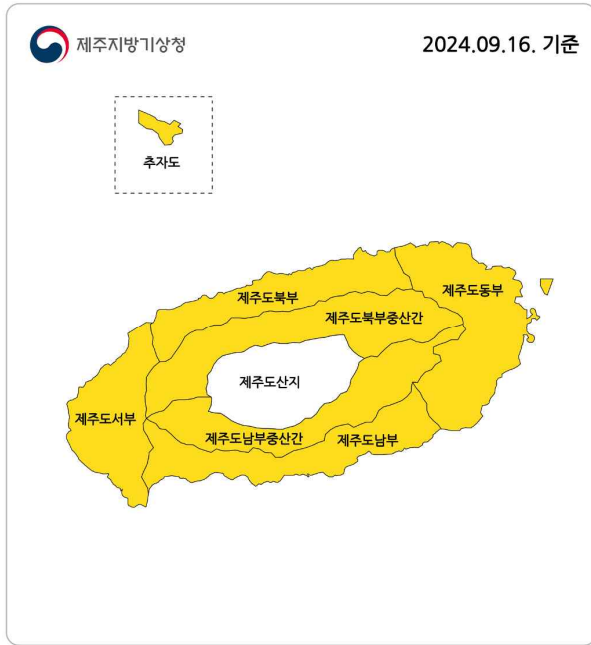 제주지방기상청
2024.09.16. 기준
추자도
제주도북부
제주도동부
제주도북부중산간
제주도산지
제주도서부
제주도남부중산간
제주도남부